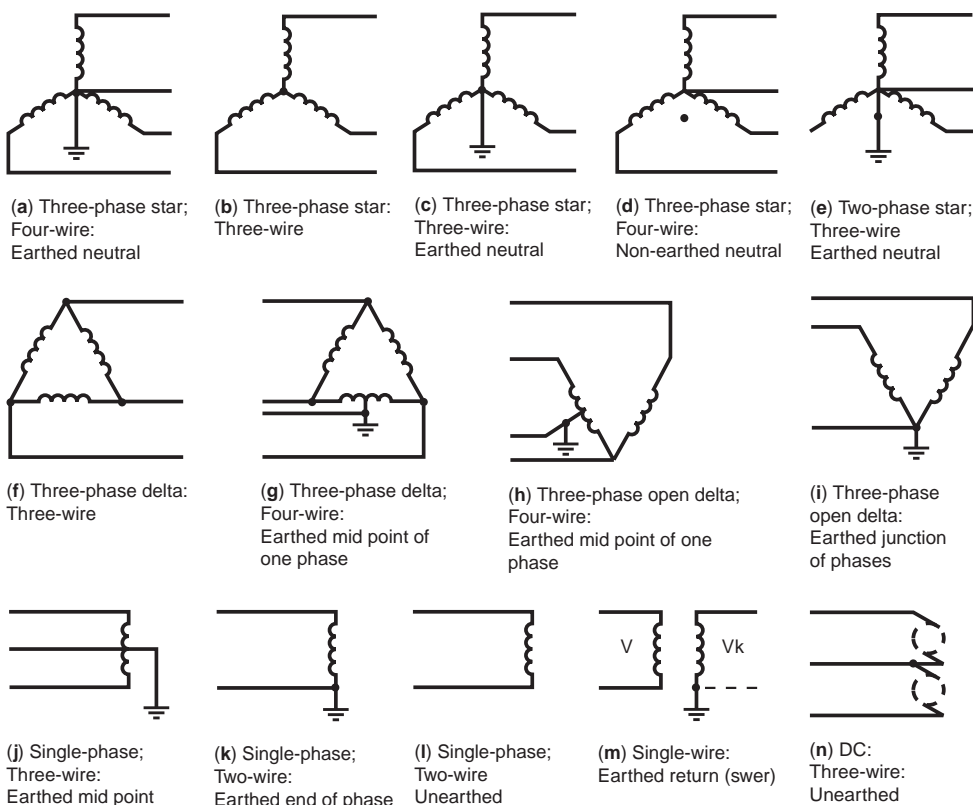 (a) Three-phase star;
Four-wire:
Earthed neutral
(b) Three-phase star:
Three-wire
(c) Three-phase star;
Three-wire:
Earthed neutral
(d) Three-phase star;
Four-wire:
Non-earthed neutral
(e) Two-phase star;
Three-wire
Earthed neutral
(f) Three-phase delta:
Three-wire
(g) Three-phase delta;
Four-wire:
Earthed mid point of
one phase
(h) Three-phase open delta;
Four-wire:
Earthed mid point of one
phase
(i) Three-phase
open delta:
Earthed junction
of phases
V
Vk
(j) Single-phase;
Three-wire:
Earthed mid point
(k) Single-phase;
Two-wire:
Earthed end of phase
(l) Single-phase;
Two-wire
Unearthed
(m) Single-wire:
Earthed return (swer)
(n) DC:
Three-wire:
Unearthed